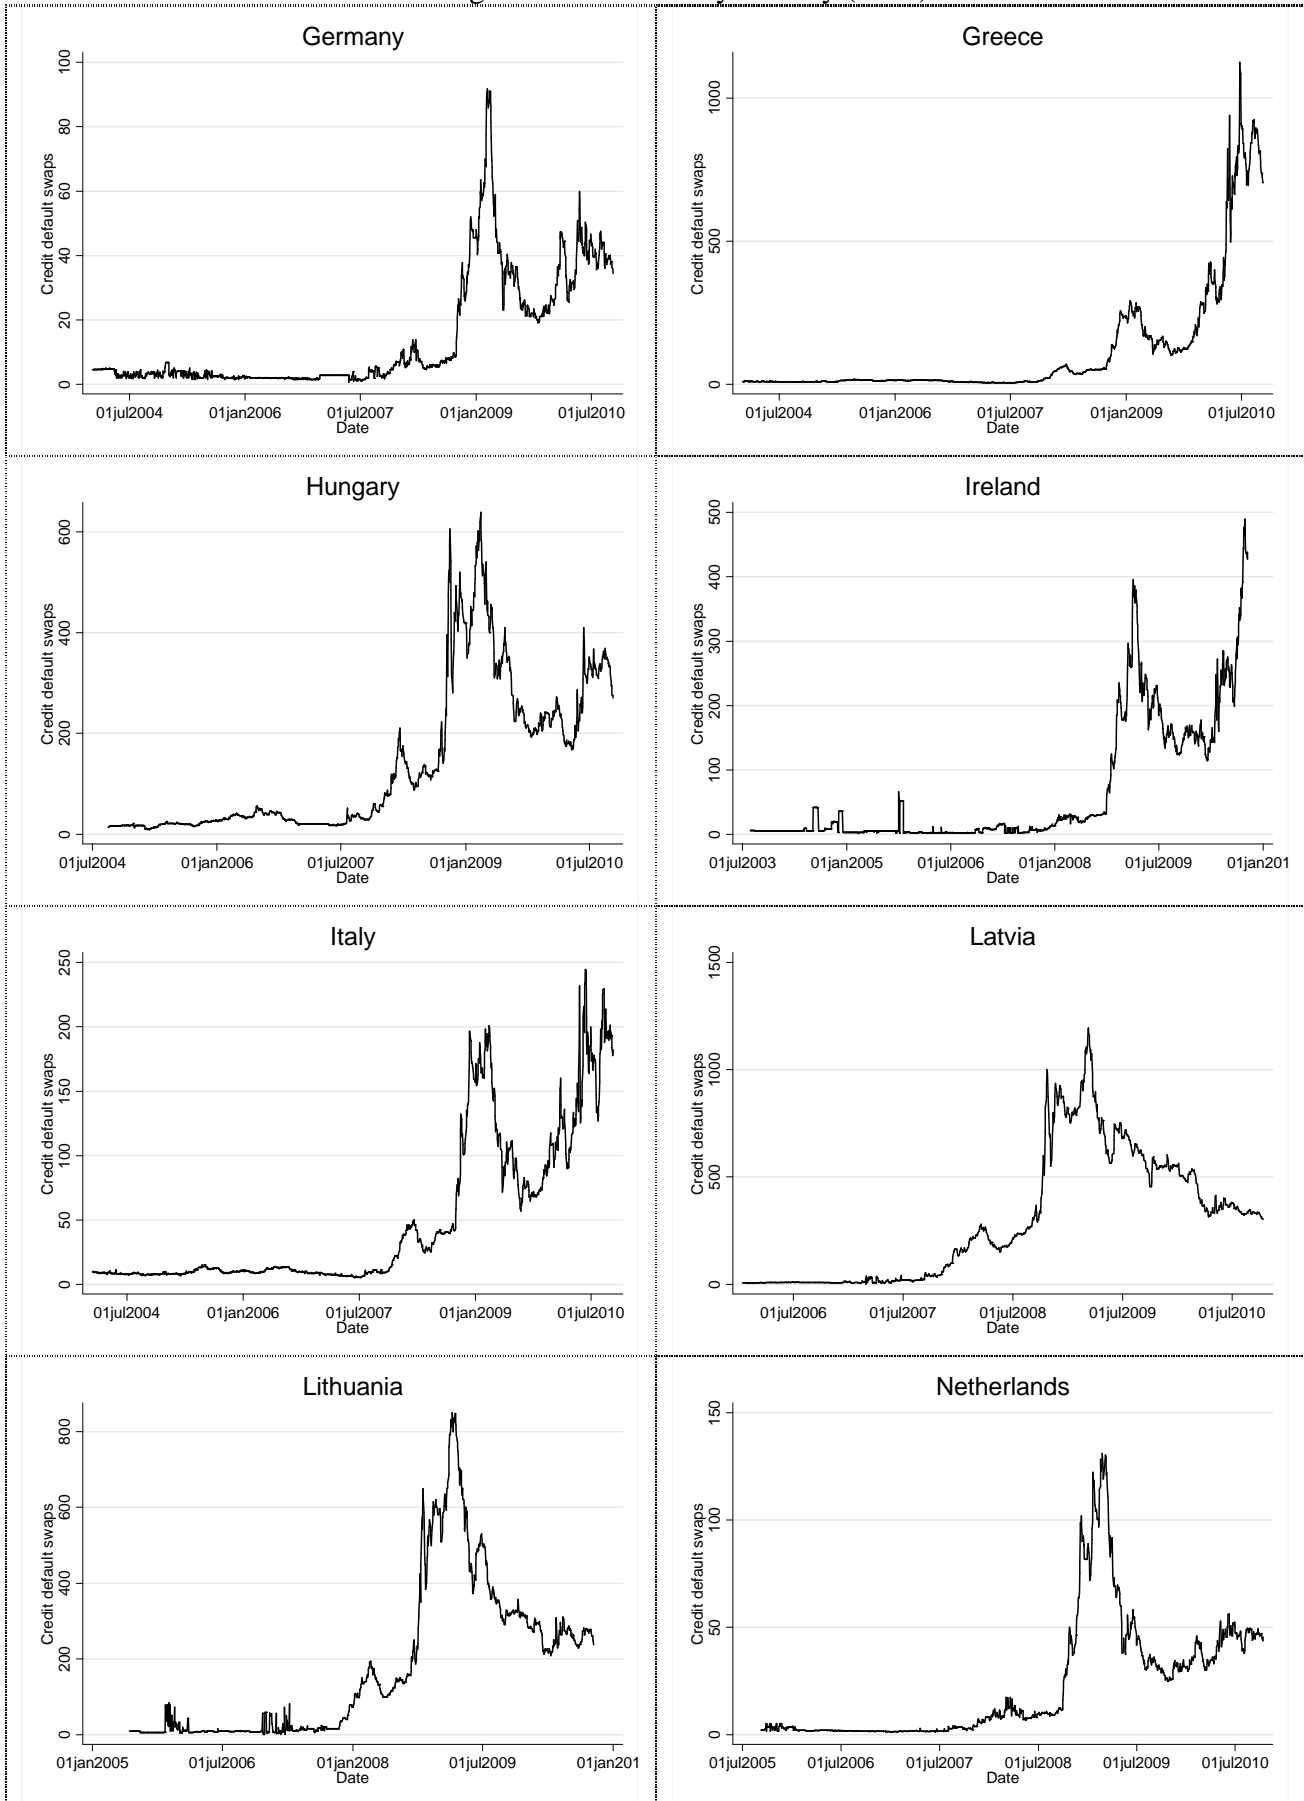 Germany
Credit default swaps
100
80
60
40
20
0
01jul2004 01jan2006 01jul2007 01jan2009 01jul2010
Date
Greece
Credit default swaps
1000
500
0
01jul2004 01jan2006 01jul2007 01jan2009 01jul2010
Date
Hungary
Credit default swaps
600
400
200
0
01jul2004 01jan2006 01jul2007 01jan2009 01jul2010
Date
Ireland
Credit default swaps
500
400
300
200
100
0
01jul2003 01jan2005 01jul2006 01jan2008 01jul2009 01jan201
Date
Italy
Credit default swaps
250
200
150
100
50
0
01jul2004 01jan2006 01jul2007 01jan2009 01jul2010
Date
Latvia
Credit default swaps
1500
1000
500
0
01jul2006 01jul2007 01jul2008 01jul2009 01jul2010
Date
Lithuania
Credit default swaps
800
600
400
200
0
01jan2005 01jul2006 01jan2008 01jul2009 01jan201
Date
Netherlands
Credit default swaps
150
100
50
0
01jul2005 01jul2006 01jul2007 01jul2008 01jul2009 01jul2010
Date